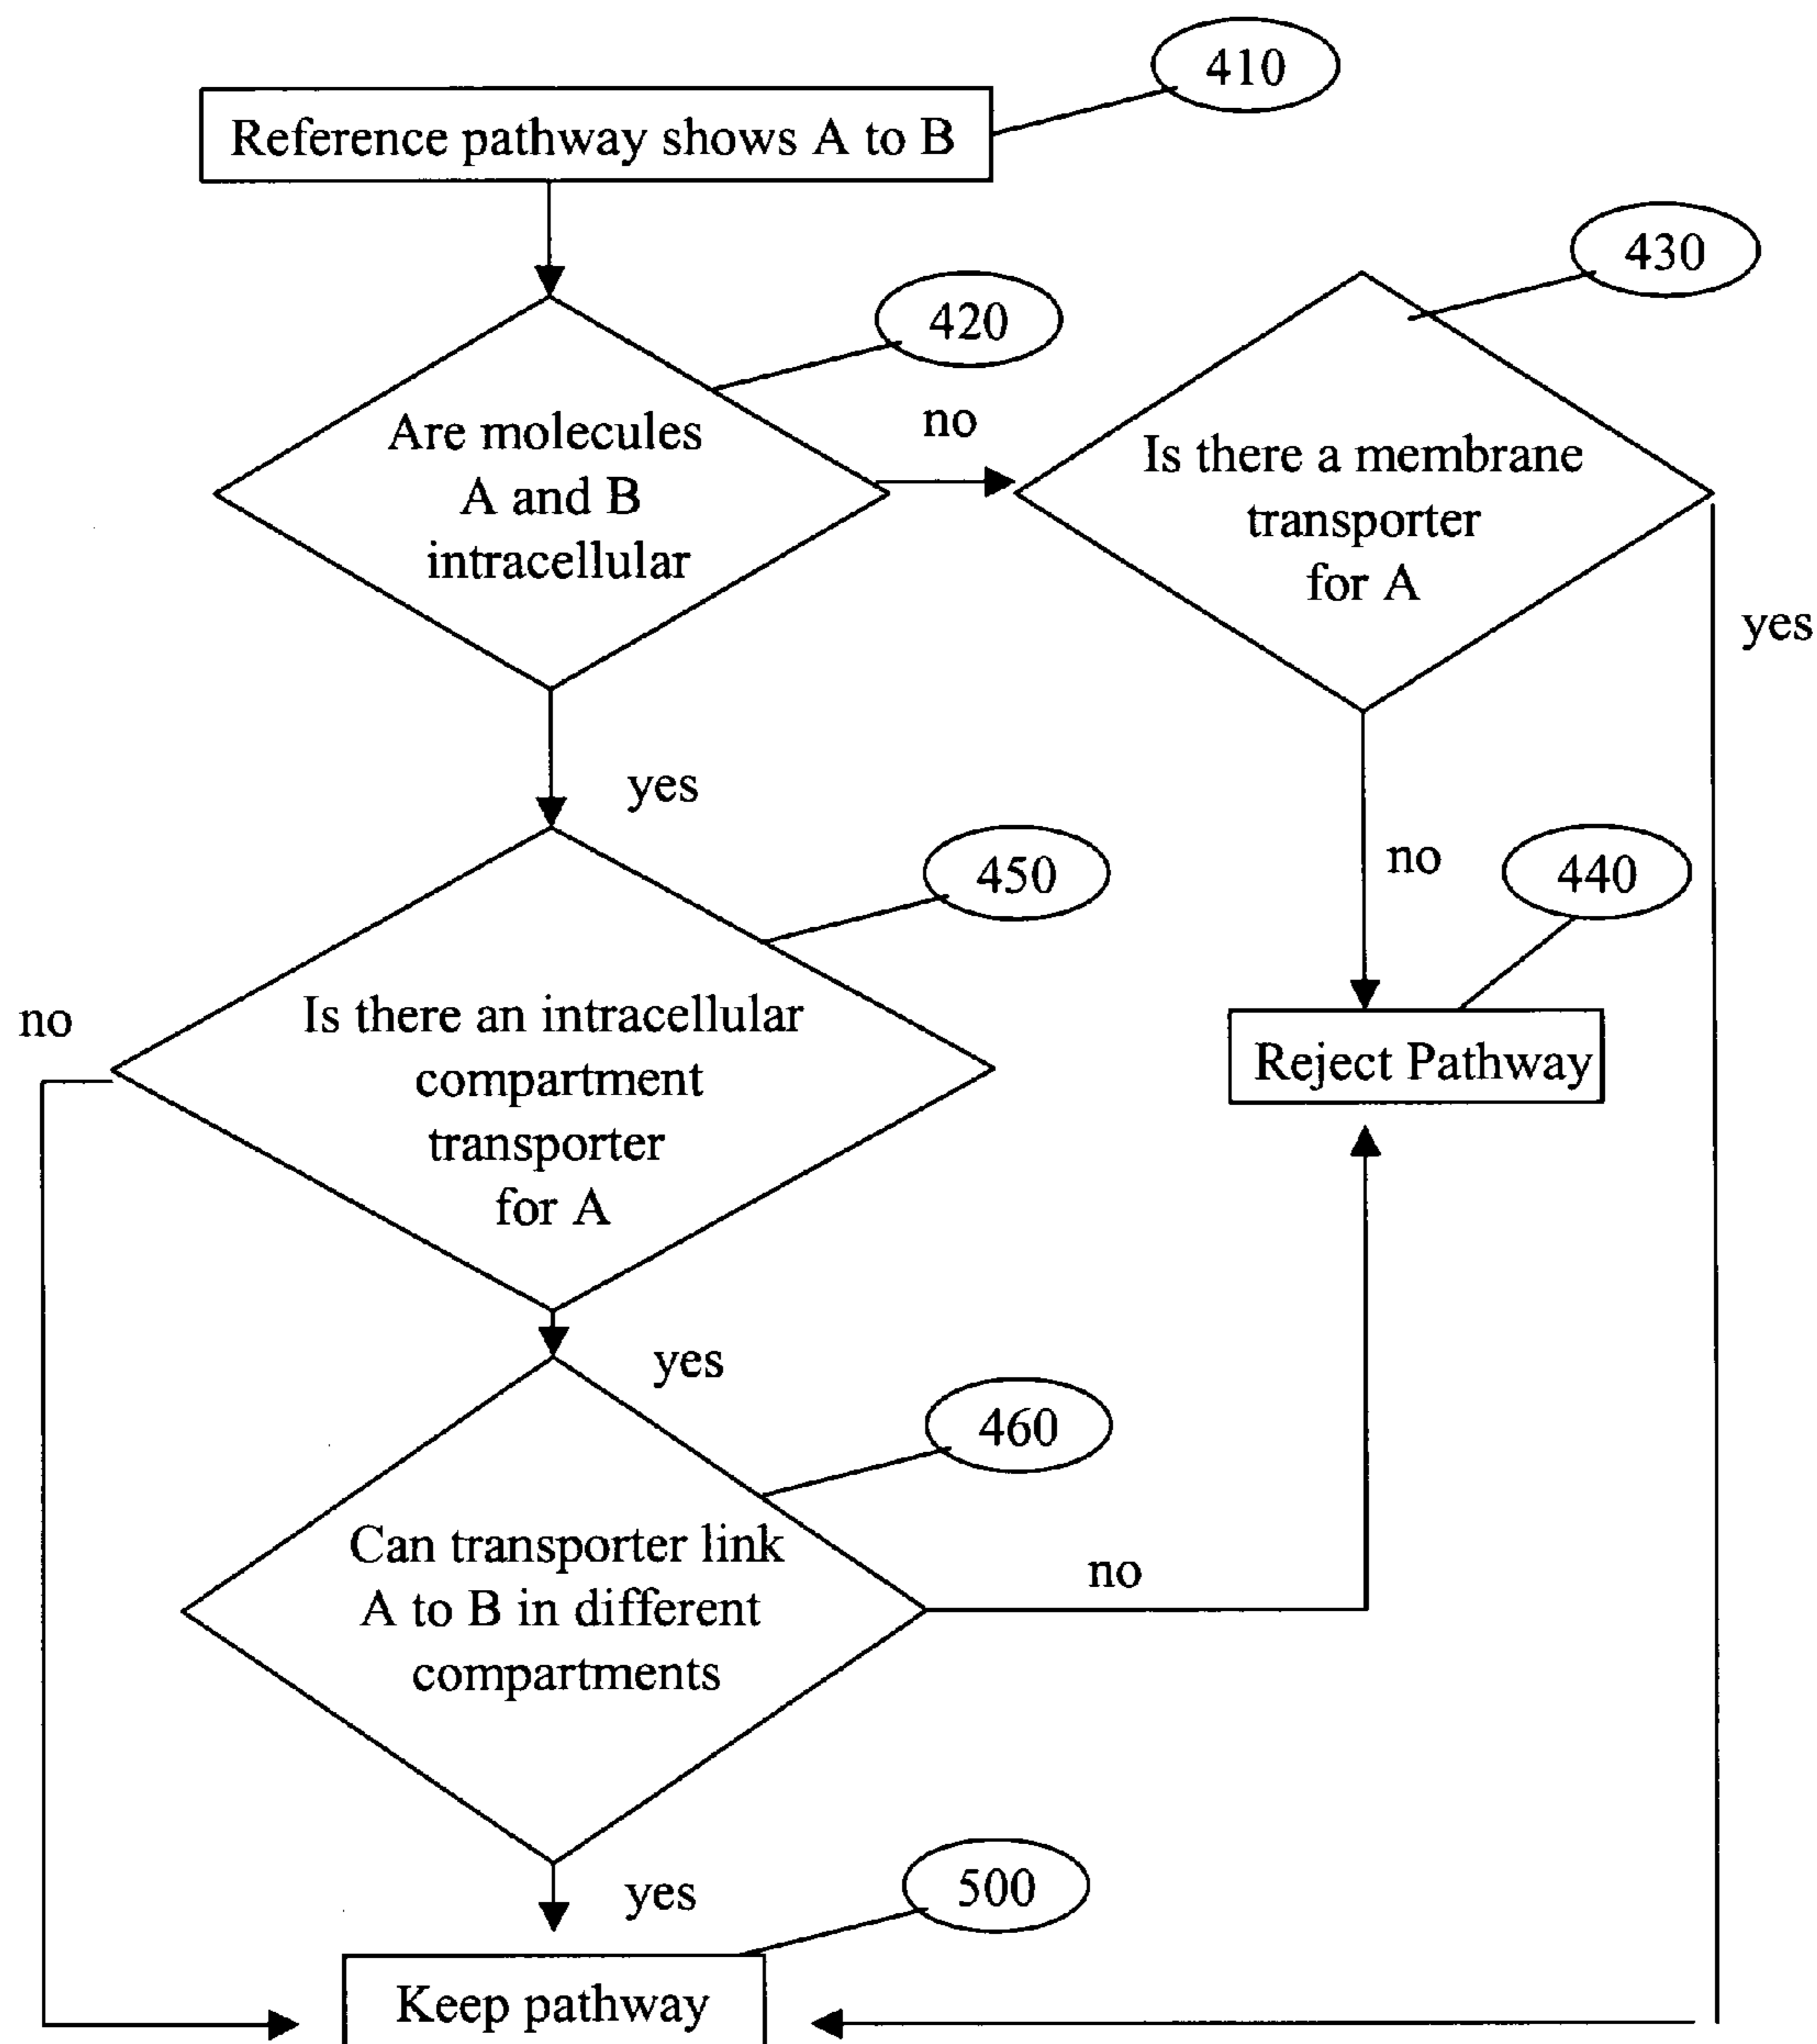 410
Reference pathway shows A to B
430
420
Are molecules
A and B
intracellular
no
Is there a membrane
transporter
for A
yes
yes
no
450
440
Is there an intracellular
compartment
transporter
for A
no
Reject Pathway
yes
460
Can transporter link
A to B in different
compartments
no
yes
500
Keep pathway